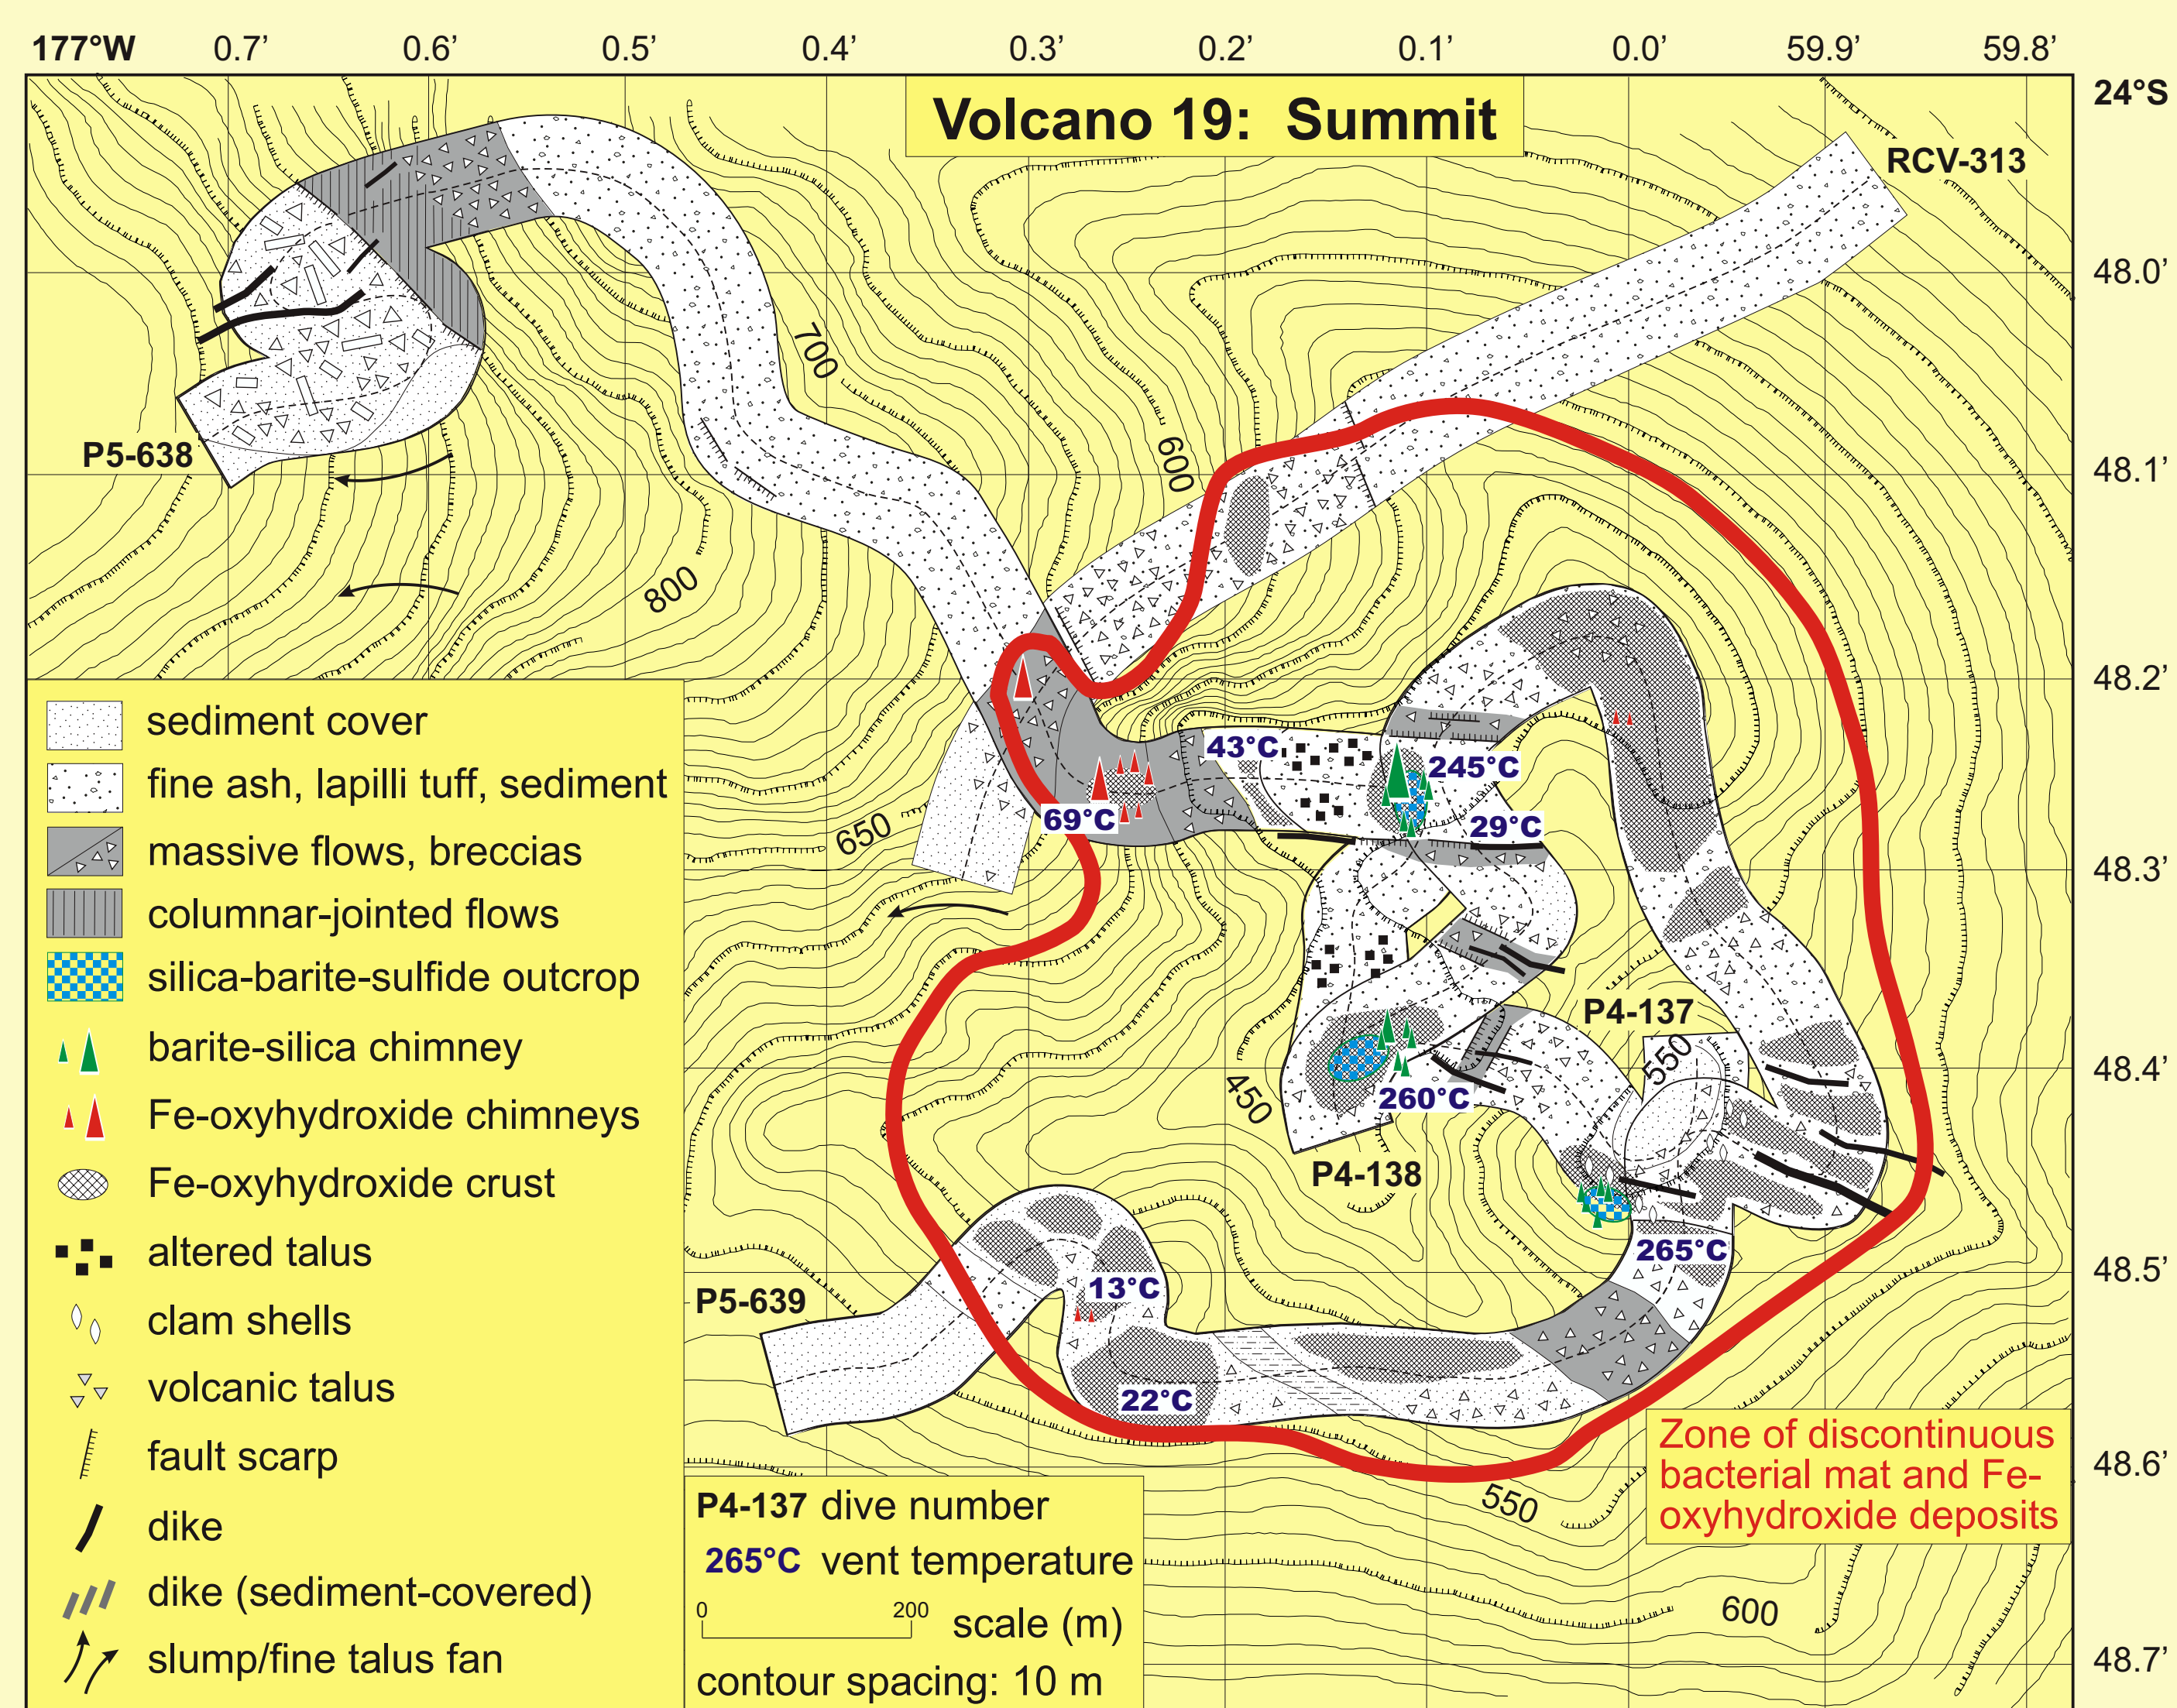 177°W 0.7’ 0.6’ 0.5’ 0.4’ 0.3’ 0.2’ 0.1’ 0.0’ 59.9’ 59.8’
24°S
Volcano 19: Summit
RCV-313
48.0’
700
P5-638
600
48.1’
800
48.2’
43°C
245°C
69°C
29°C
650
48.3’
P4-137
550
48.4’
450
260°C
P4-138
265°C
48.5’
13°C
P5-639
22°C
48.6’
550
600
48.7’
sediment cover
fine ash, lapilli tuff, sediment
massive flows, breccias
columnar-jointed flows
silica-barite-sulfide outcrop
barite-silica chimney
Fe-oxyhydroxide chimneys
Fe-oxyhydroxide crust
altered talus
clam shells
volcanic talus
fault scarp
dike
dike (sediment-covered)
slump/fine talus fan
P4-137 dive number
265°C vent temperature
0 200 scale (m)
contour spacing: 10 m
Zone of discontinuous
bacterial mat and Fe-
oxyhydroxide deposits